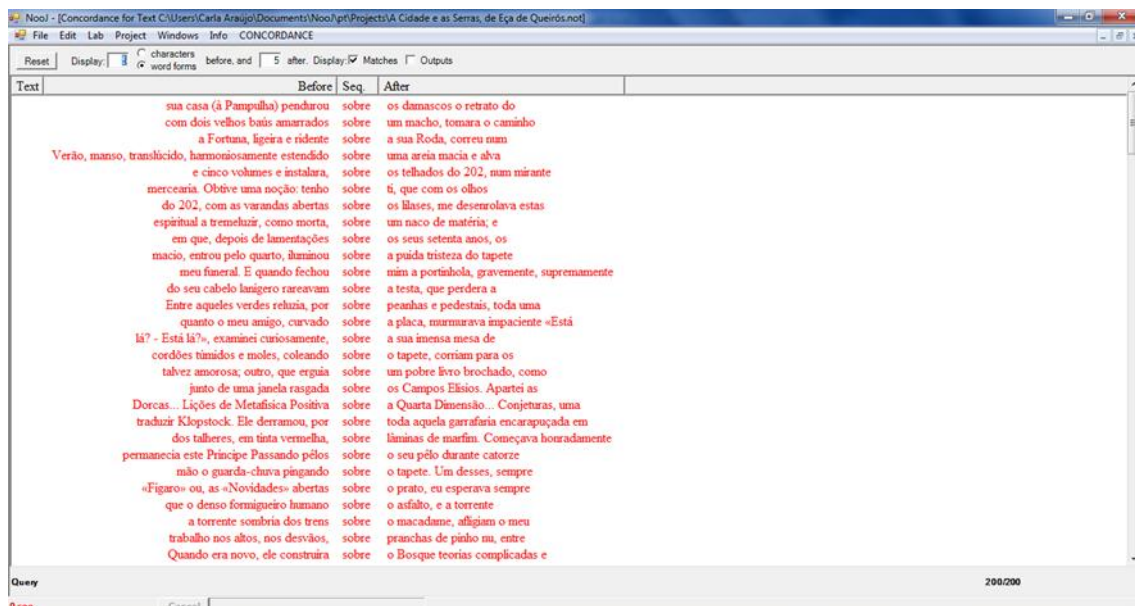 NooJ - [Concordance for Text C:\Users\Carla Araújo\Documents\NooJ\pt\Projects\A Cidade e as Serras, de Eça de Queirós.not]
File Edit Lab Project Windows Info CONCORDANCE
Reset Display: characters word forms before, and 5 after. Display: Matches Outputs
Text Before Seq. After
sua casa (à Pampulha) pendurou sobre os damascos o retrato do
com dois velhos baús amarrados sobre um macho, tomara o caminho
a Fortuna, ligeira e ridente sobre a sua Roda, correu num
Verão, manso, translúcido, harmoniosamente estendido sobre uma areia macia e alva
e cinco volumes e instalara, sobre os telhados do 202, num mirante
mercearia. Obtive uma noção: tenho sobre ti, que com os olhos
do 202, com as varandas abertas sobre os lilases, me desenrolava estas
espiritual a tremeluzir, como morta, sobre um naco de matéria; e
em que, depois de lamentações sobre os seus setenta anos, os
macio, entrou pelo quarto, iluminou sobre a puída tristeza do tapete
meu funeral. E quando fechou sobre mim a portinhola, gravemente, supremamente
do seu cabelo lanígero rareavam sobre a testa, que perdera a
Entre aqueles verdes reluzia, por sobre peanhas e pedestais, toda uma
quanto o meu amigo, curvado sobre a placa, murmurava impaciente «Está
lá? - Está lá?», examinei curiosamente, sobre a sua imensa mesa de
cordões túmidos e moles, coleando sobre o tapete, corriam para os
talvez amorosa; outro, que erguia sobre um pobre livro brochado, como
junto de uma janela rasgada sobre os Campos Elísios. Apartei as
Dorcas... Lições de Metafísica Positiva sobre a Quarta Dimensão... Conjeturas, uma
traduzir Klopstock. Ele derramou, por sobre toda aquela garrafaria encarapuçada em
dos talheres, em tinta vermelha, sobre lâminas de marfim. Começava honradamente
permanecia este Príncipe Passando pêlos sobre o seu pêlo durante catorze
mão o guarda-chuva pingando sobre o tapete. Um desses, sempre
«Fígaro» ou, as «Novidades» abertas sobre o prato, eu esperava sempre
que o denso formigueiro humano sobre o asfalto, e a torrente
a torrente sombria dos trens sobre o macadame, afligiam o meu
trabalho nos altos, nos desvãos, sobre pranchas de pinho nu, entre
Quando era novo, ele construíra sobre o Bosque teorias complicadas e
Query 200/200
Cancel